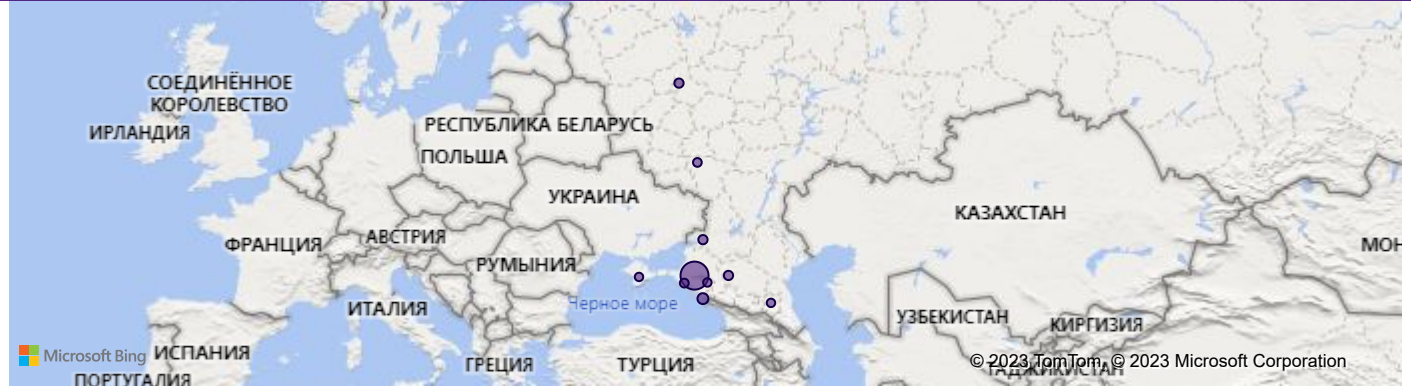 СОЕДИНЁННОЕ
КОРОЛЕВСТВО
ИРЛАНДИЯ
РЕСПУБЛИКА БЕЛАРУСЬ
ПОЛЬША
УКРАИНА
КАЗАХСТАН
ФРАНЦИЯ
АВСТРИЯ
МОН
РУМЫНИЯ
ИТАЛИЯ
Черное море
УЗБЕКИСТАН
КИРГИЗИЯ
Microsoft Bing
ИСПАНИЯ
ГРЕЦИЯ
ТУРЦИЯ
© 2023 TomTom, © 2023 Microsoft Corporation
ТАДЖИКИСТАН
ПОРТУГАЛИЯ